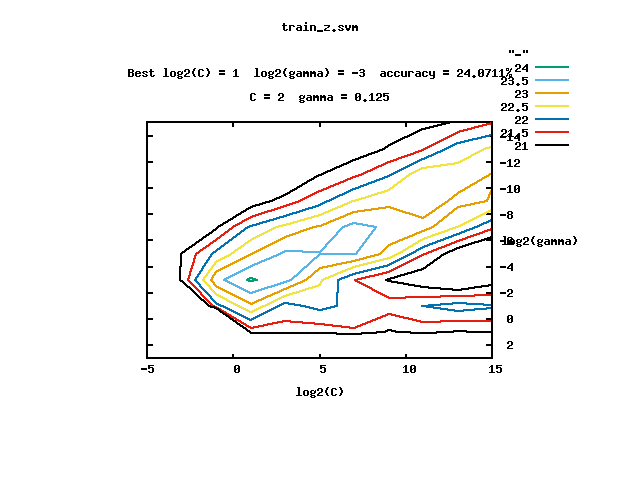 train_z.svm
"_"
Best log2(C) = 1  log2(gamma) = -3  accuracy = 24.0711%
C = 2  gamma = 0.125
24
23.5
23
22.5
22
21.5
21
-14
-12
-10
-8
-6
-4
-2
0
2
log2(gamma)
-5 0 5 10 15
log2(C)